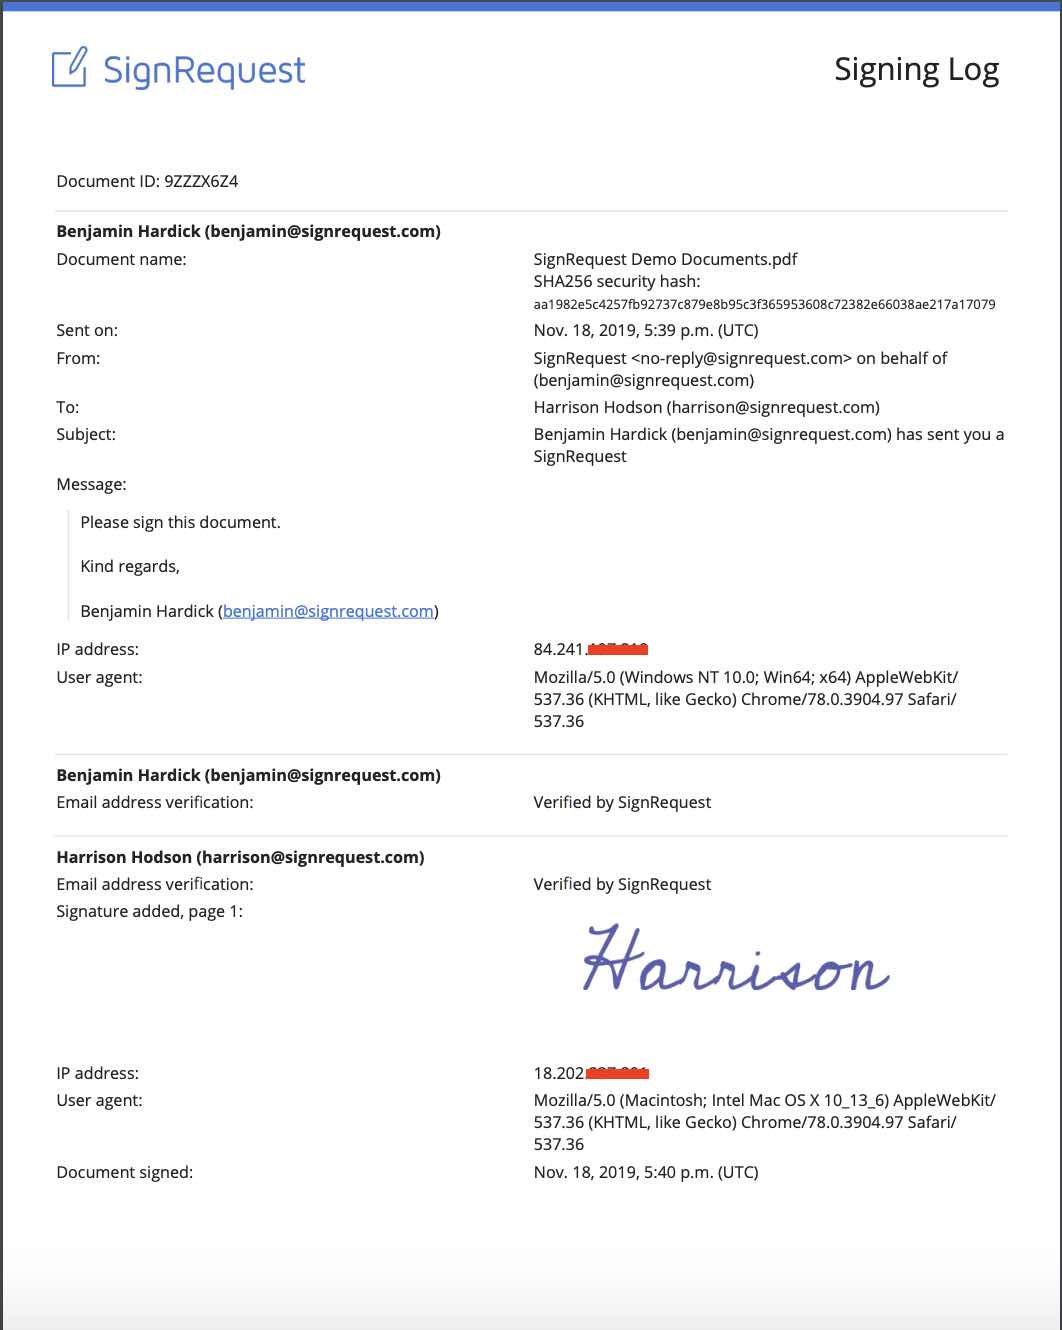 SignRequest
Signing Log
Document ID: 9ZZZX6Z4
Benjamin Hardick (benjamin@signrequest.com)
Document name: SignRequest Demo Documents.pdf
SHA256 security hash:
aa1982e5c4257fb92737c879e8b95c3f365953608c72382e66038ae217a17079
Sent on: Nov. 18, 2019, 5:39 p.m. (UTC)
From: SignRequest <no-reply@signrequest.com> on behalf of
(benjamin@signrequest.com)
To: Harrison Hodson (harrison@signrequest.com)
Subject: Benjamin Hardick (benjamin@signrequest.com) has sent you a
SignRequest
Message:
Please sign this document.
Kind regards,
Benjamin Hardick (benjamin@signrequest.com)
IP address: 84.241.
User agent: Mozilla/5.0 (Windows NT 10.0; Win64; x64) AppleWebKit/
537.36 (KHTML, like Gecko) Chrome/78.0.3904.97 Safari/
537.36
Benjamin Hardick (benjamin@signrequest.com)
Email address verification: Verified by SignRequest
Harrison Hodson (harrison@signrequest.com)
Email address verification: Verified by SignRequest
Signature added, page 1:
Harrison
IP address: 18.202.
User agent: Mozilla/5.0 (Macintosh; Intel Mac OS X 10_13_6) AppleWebKit/
537.36 (KHTML, like Gecko) Chrome/78.0.3904.97 Safari/
537.36
Document signed: Nov. 18, 2019, 5:40 p.m. (UTC)